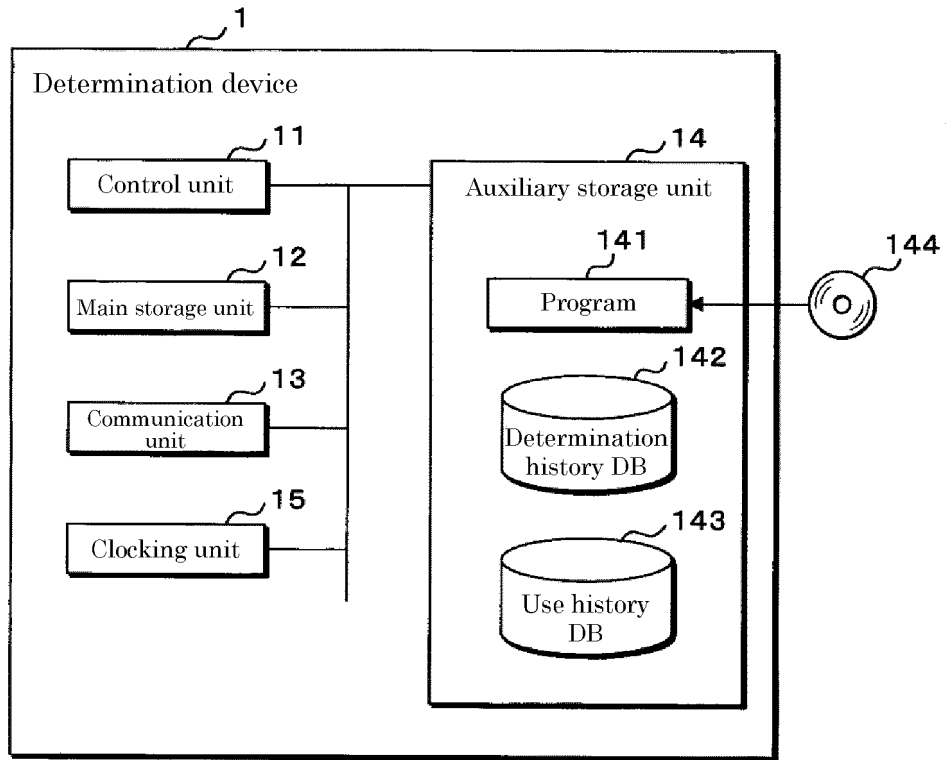 1
Determination device
11
Control unit
12
Main storage unit
13
Communication
unit
15
Clocking unit
14
Auxiliary storage unit
141
Program
142
Determination
history DB
143
Use history
DB
144